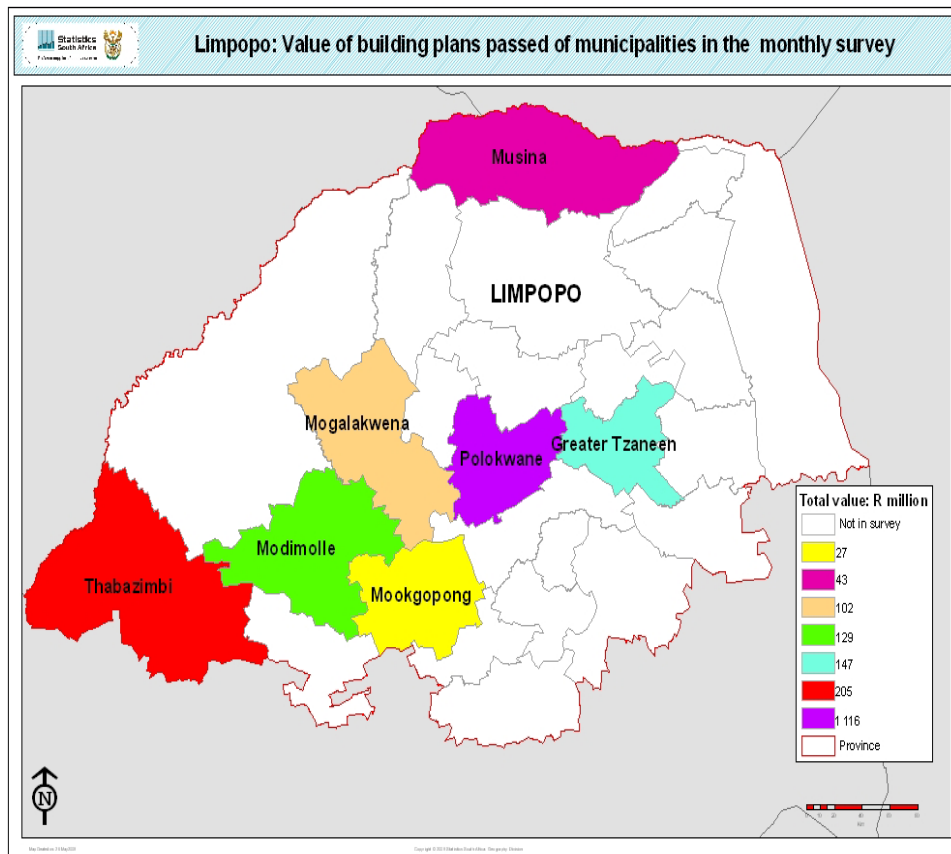 Statistics
South Africa
Limpopo: Value of building plans passed of municipalities in the monthly survey
Musina
LIMPOPO
Mogalakwena
Polokwane
Greater Tzaneen
Modimolle
Thabazimbi
Mookgopong
Total value: R million
Not in survey
27
43
102
129
147
205
1 116
Province
N